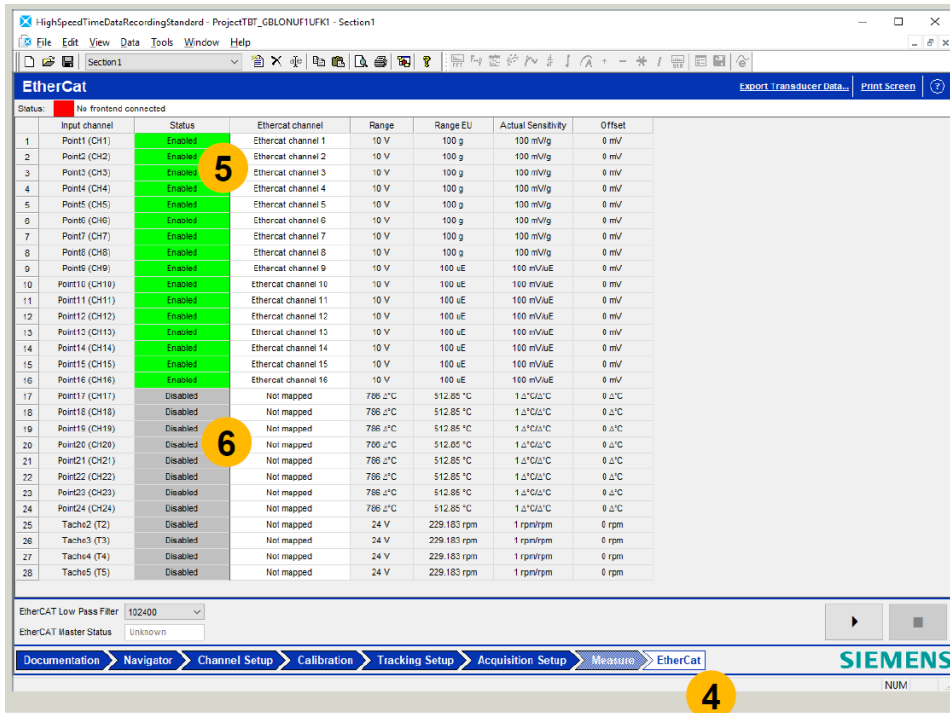 HighSpeedTimeDataRecordingStandard - ProjectTBT_GBLONUF1UFK1 - Section1
File Edit View Data Tools Window Help
Section1
EtherCat Export Transducer Data... Print Screen ?
Status: No frontend connected
Input channel Status Ethercat channel Range Range EU Actual Sensitivity Offset
1 Point1 (CH1) Enabled Ethercat channel 1 10 V 100 g 100 mV/g 0 mV
2 Point2 (CH2) Enabled Ethercat channel 2 10 V 100 g 100 mV/g 0 mV
3 Point3 (CH3) Enabled Ethercat channel 3 10 V 100 g 100 mV/g 0 mV
5
4 Point4 (CH4) Enabled Ethercat channel 4 10 V 100 g 100 mV/g 0 mV
5 Point5 (CH5) Enabled Ethercat channel 5 10 V 100 g 100 mV/g 0 mV
6 Point6 (CH6) Enabled Ethercat channel 6 10 V 100 g 100 mV/g 0 mV
7 Point7 (CH7) Enabled Ethercat channel 7 10 V 100 g 100 mV/g 0 mV
8 Point8 (CH8) Enabled Ethercat channel 8 10 V 100 g 100 mV/g 0 mV
9 Point9 (CH9) Enabled Ethercat channel 9 10 V 100 uE 100 mV/uE 0 mV
10 Point10 (CH10) Enabled Ethercat channel 10 10 V 100 uE 100 mV/uE 0 mV
11 Point11 (CH11) Enabled Ethercat channel 11 10 V 100 uE 100 mV/uE 0 mV
12 Point12 (CH12) Enabled Ethercat channel 12 10 V 100 uE 100 mV/uE 0 mV
13 Point13 (CH13) Enabled Ethercat channel 13 10 V 100 uE 100 mV/uE 0 mV
14 Point14 (CH14) Enabled Ethercat channel 14 10 V 100 uE 100 mV/uE 0 mV
15 Point15 (CH15) Enabled Ethercat channel 15 10 V 100 uE 100 mV/uE 0 mV
16 Point16 (CH16) Enabled Ethercat channel 16 10 V 100 uE 100 mV/uE 0 mV
17 Point17 (CH17) Disabled Not mapped 786 Δ°C 512.85 °C 1 Δ°C/Δ°C 0 Δ°C
18 Point18 (CH18) Disabled Not mapped 786 Δ°C 512.85 °C 1 Δ°C/Δ°C 0 Δ°C
19 Point19 (CH19) Disabled Not mapped 786 Δ°C 512.85 °C 1 Δ°C/Δ°C 0 Δ°C
6
20 Point20 (CH20) Disabled Not mapped 786 Δ°C 512.85 °C 1 Δ°C/Δ°C 0 Δ°C
21 Point21 (CH21) Disabled Not mapped 786 Δ°C 512.85 °C 1 Δ°C/Δ°C 0 Δ°C
22 Point22 (CH22) Disabled Not mapped 786 Δ°C 512.85 °C 1 Δ°C/Δ°C 0 Δ°C
23 Point23 (CH23) Disabled Not mapped 786 Δ°C 512.85 °C 1 Δ°C/Δ°C 0 Δ°C
24 Point24 (CH24) Disabled Not mapped 786 Δ°C 512.85 °C 1 Δ°C/Δ°C 0 Δ°C
25 Tacho2 (T2) Disabled Not mapped 24 V 229.183 rpm 1 rpm/rpm 0 rpm
26 Tacho3 (T3) Disabled Not mapped 24 V 229.183 rpm 1 rpm/rpm 0 rpm
27 Tacho4 (T4) Disabled Not mapped 24 V 229.183 rpm 1 rpm/rpm 0 rpm
28 Tacho5 (T5) Disabled Not mapped 24 V 229.183 rpm 1 rpm/rpm 0 rpm
EtherCAT Low Pass Filter 102400
EtherCAT Master Status Unknown
Documentation Navigator Channel Setup Calibration Tracking Setup Acquisition Setup Measure EtherCat SIEMENS
NUM
4